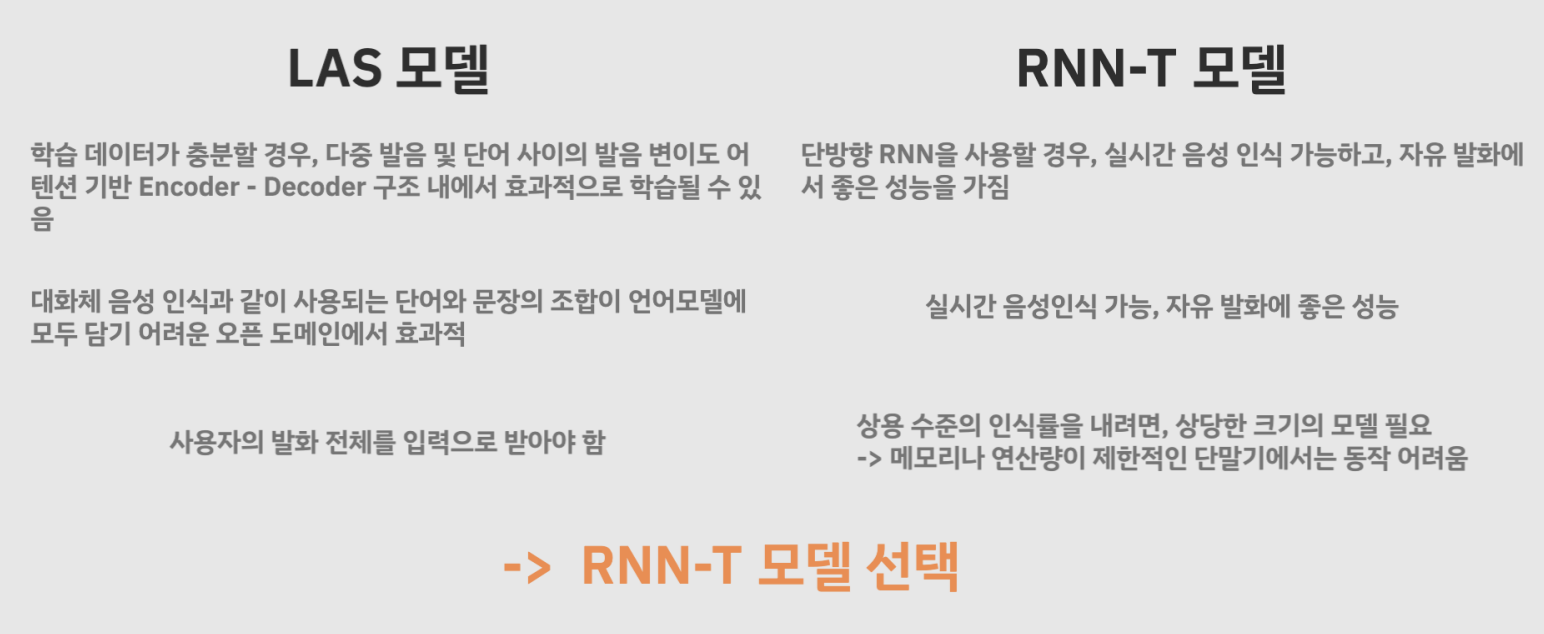 LAS 모델
학습 데이터가 충분할 경우, 다중 발음 및 단어 사이의 발음 변이도 어
텐션 기반 Encoder - Decoder 구조 내에서 효과적으로 학습될 수 있
음
대화체 음성 인식과 같이 사용되는 단어와 문장의 조합이 언어모델에
모두 담기 어려운 오픈 도메인에서 효과적
사용자의 발화 전체를 입력으로 받아야 함
RNN-T 모델
단방향 RNN을 사용할 경우, 실시간 음성 인식 가능하고, 자유 발화에
서 좋은 성능을 가짐
실시간 음성인식 가능, 자유 발화에 좋은 성능
상용 수준의 인식률을 내려면, 상당한 크기의 모델 필요
-> 메모리나 연산량이 제한적인 단말기에서는 동작 어려움
-> RNN-T 모델 선택